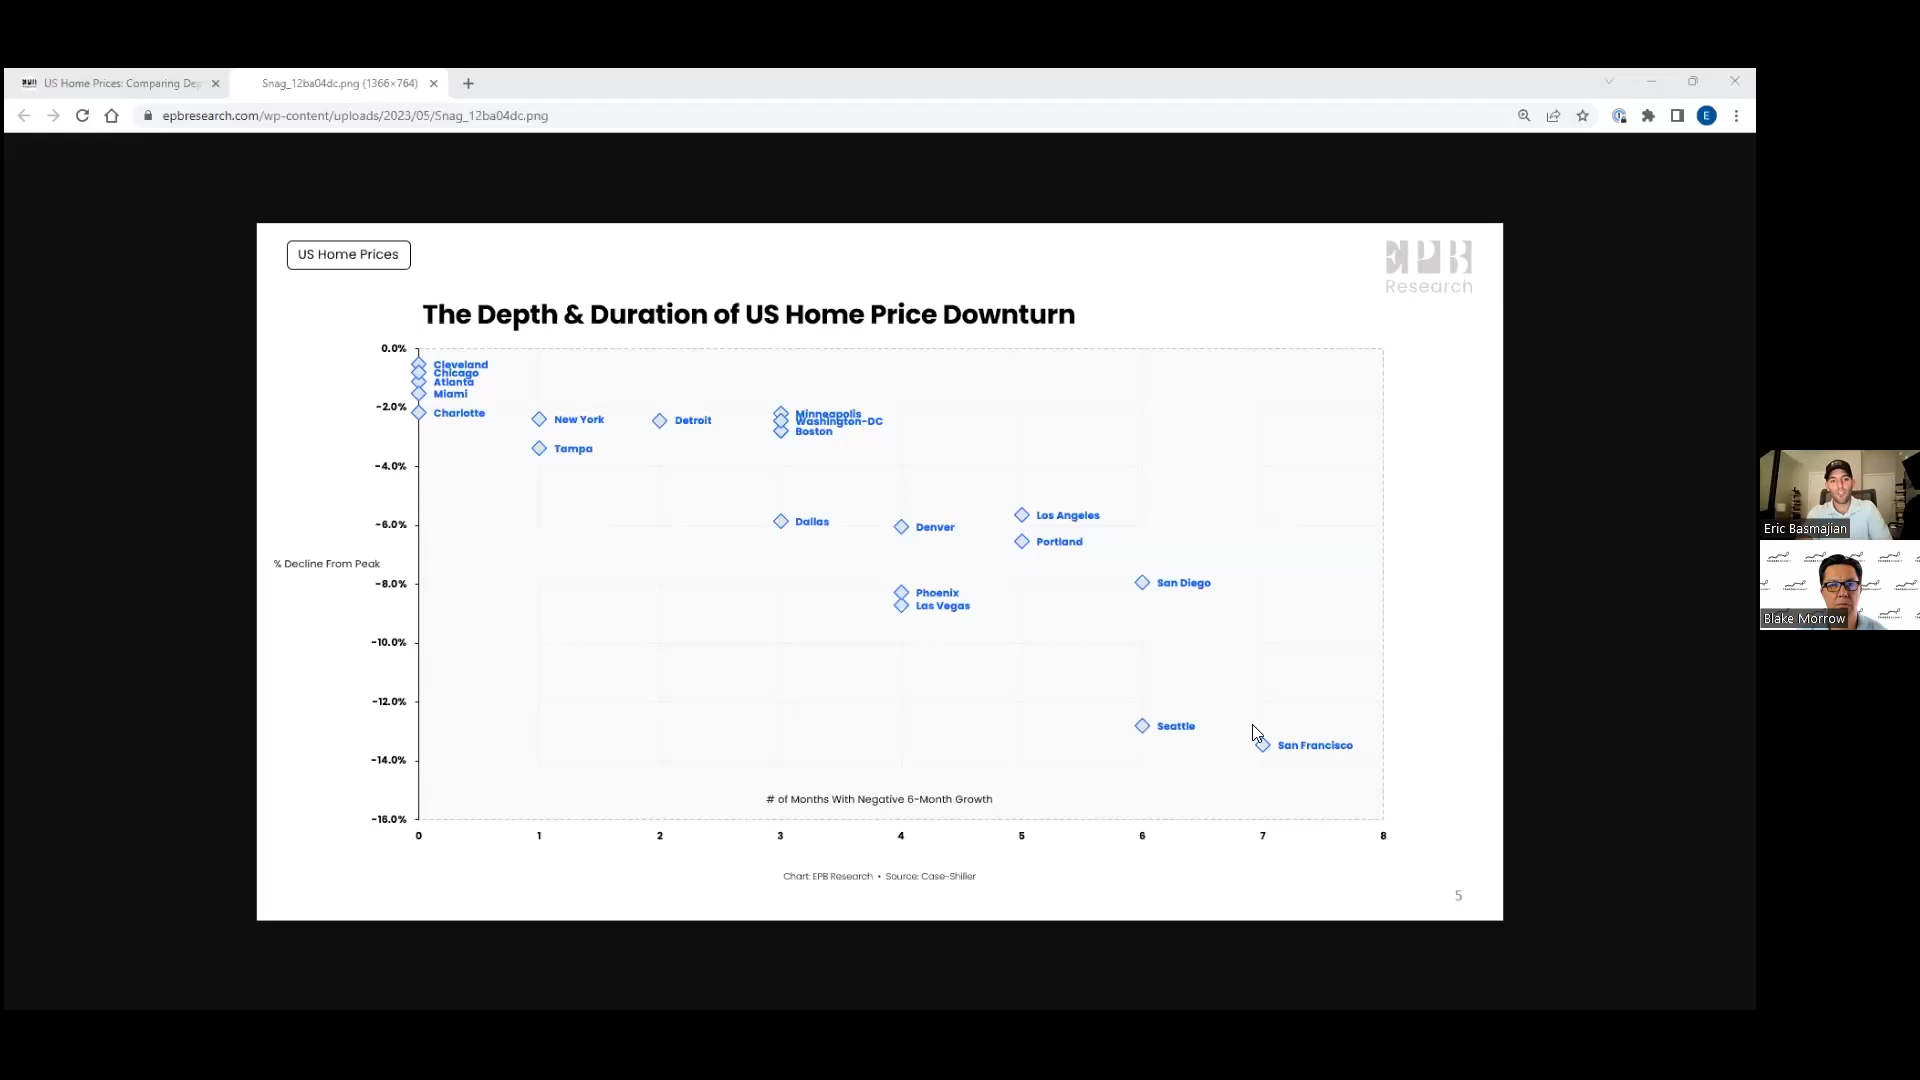 US Home Prices: Comparing Dep
Snag_12ba04dc.png (1366×764)
epbresearch.com/wp-content/uploads/2023/05/Snag_12ba04dc.png
E
US Home Prices
EPB
Research
The Depth & Duration of US Home Price Downturn
0.0%
Cleveland
Chicago
Atlanta
Miami
-2.0%
Charlotte
New York
Detroit
Minneapolis
Washington-DC
Boston
Tampa
-4.0%
Los Angeles
Dallas
-6.0%
Denver
Portland
% Decline From Peak
-8.0%
San Diego
Phoenix
Las Vegas
-10.0%
-12.0%
Seattle
San Francisco
-14.0%
# of Months With Negative 6-Month Growth
-16.0%
0 1 2 3 4 5 6 7 8
Chart: EPB Research • Source: Case-Shiller
5
Eric Basmajian
Blake Morrow